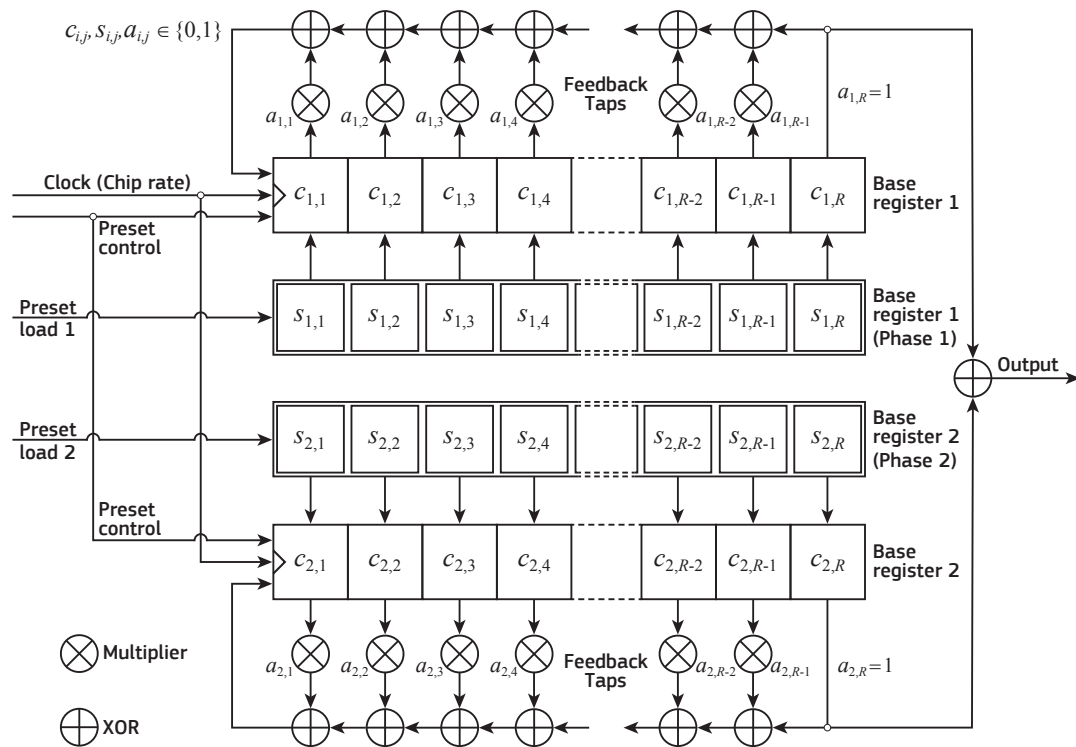 c_{i,j}, s_{i,j}, a_{i,j} ∈ {0,1}
Feedback
Taps
a_{1,1} a_{1,2} a_{1,3} a_{1,4} a_{1,R-2} a_{1,R-1} a_{1,R}=1
Clock (Chip rate)
c_{1,1} c_{1,2} c_{1,3} c_{1,4} c_{1,R-2} c_{1,R-1} c_{1,R}
Base
register 1
Preset
control
Preset
load 1
s_{1,1} s_{1,2} s_{1,3} s_{1,4} s_{1,R-2} s_{1,R-1} s_{1,R}
Base
register 1
(Phase 1)
Output
Preset
load 2
s_{2,1} s_{2,2} s_{2,3} s_{2,4} s_{2,R-2} s_{2,R-1} s_{2,R}
Base
register 2
(Phase 2)
Preset
control
c_{2,1} c_{2,2} c_{2,3} c_{2,4} c_{2,R-2} c_{2,R-1} c_{2,R}
Base
register 2
Multiplier
a_{2,1} a_{2,2} a_{2,3} a_{2,4} a_{2,R-2} a_{2,R-1} a_{2,R}=1
Feedback
Taps
XOR